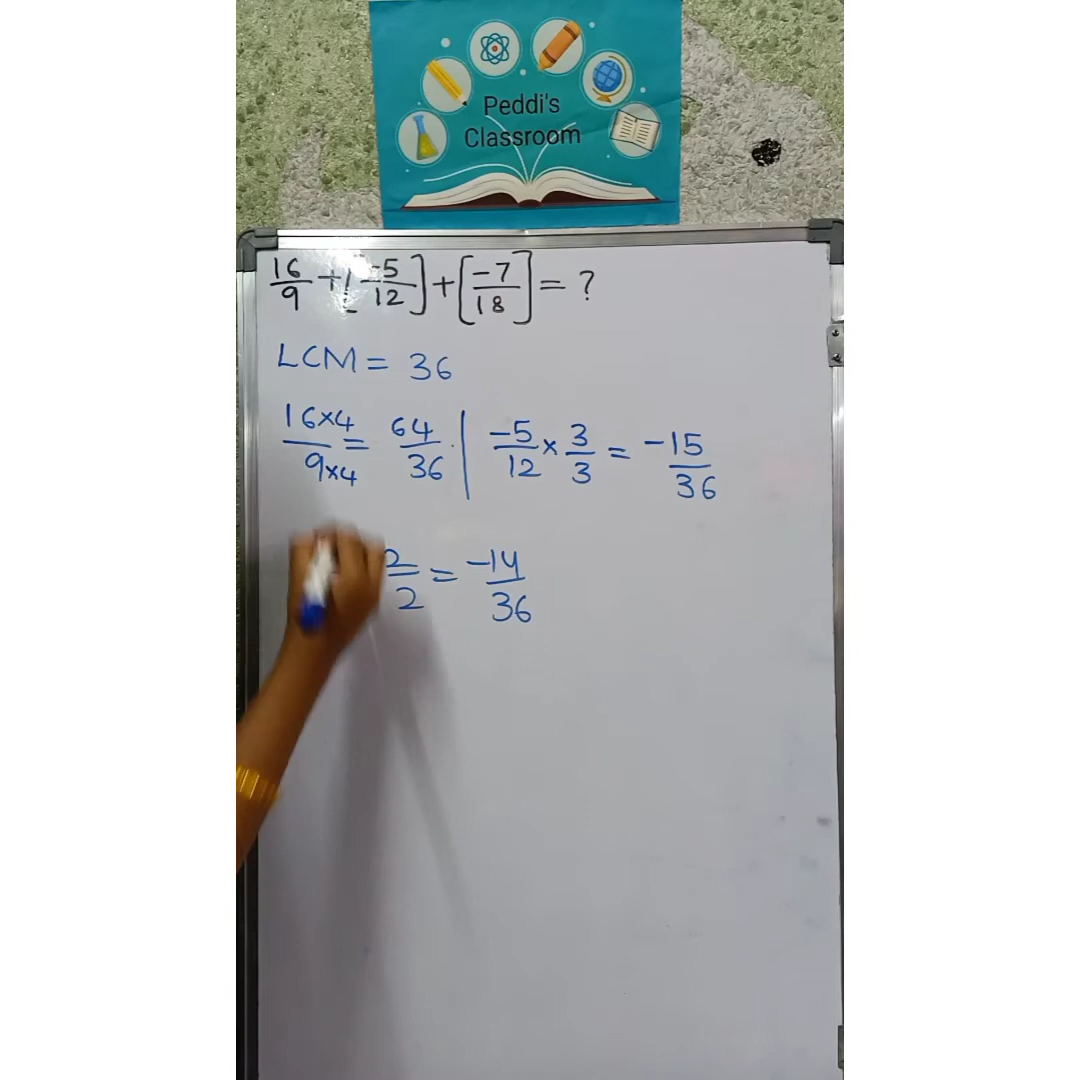 Peddi's
Classroom
16/9 + [-5/12] + [-7/18] = ?
LCM = 36
16×4/9×4 = 64/36 | -5/12 × 3/3 = -15/36
2/2 = -14/36